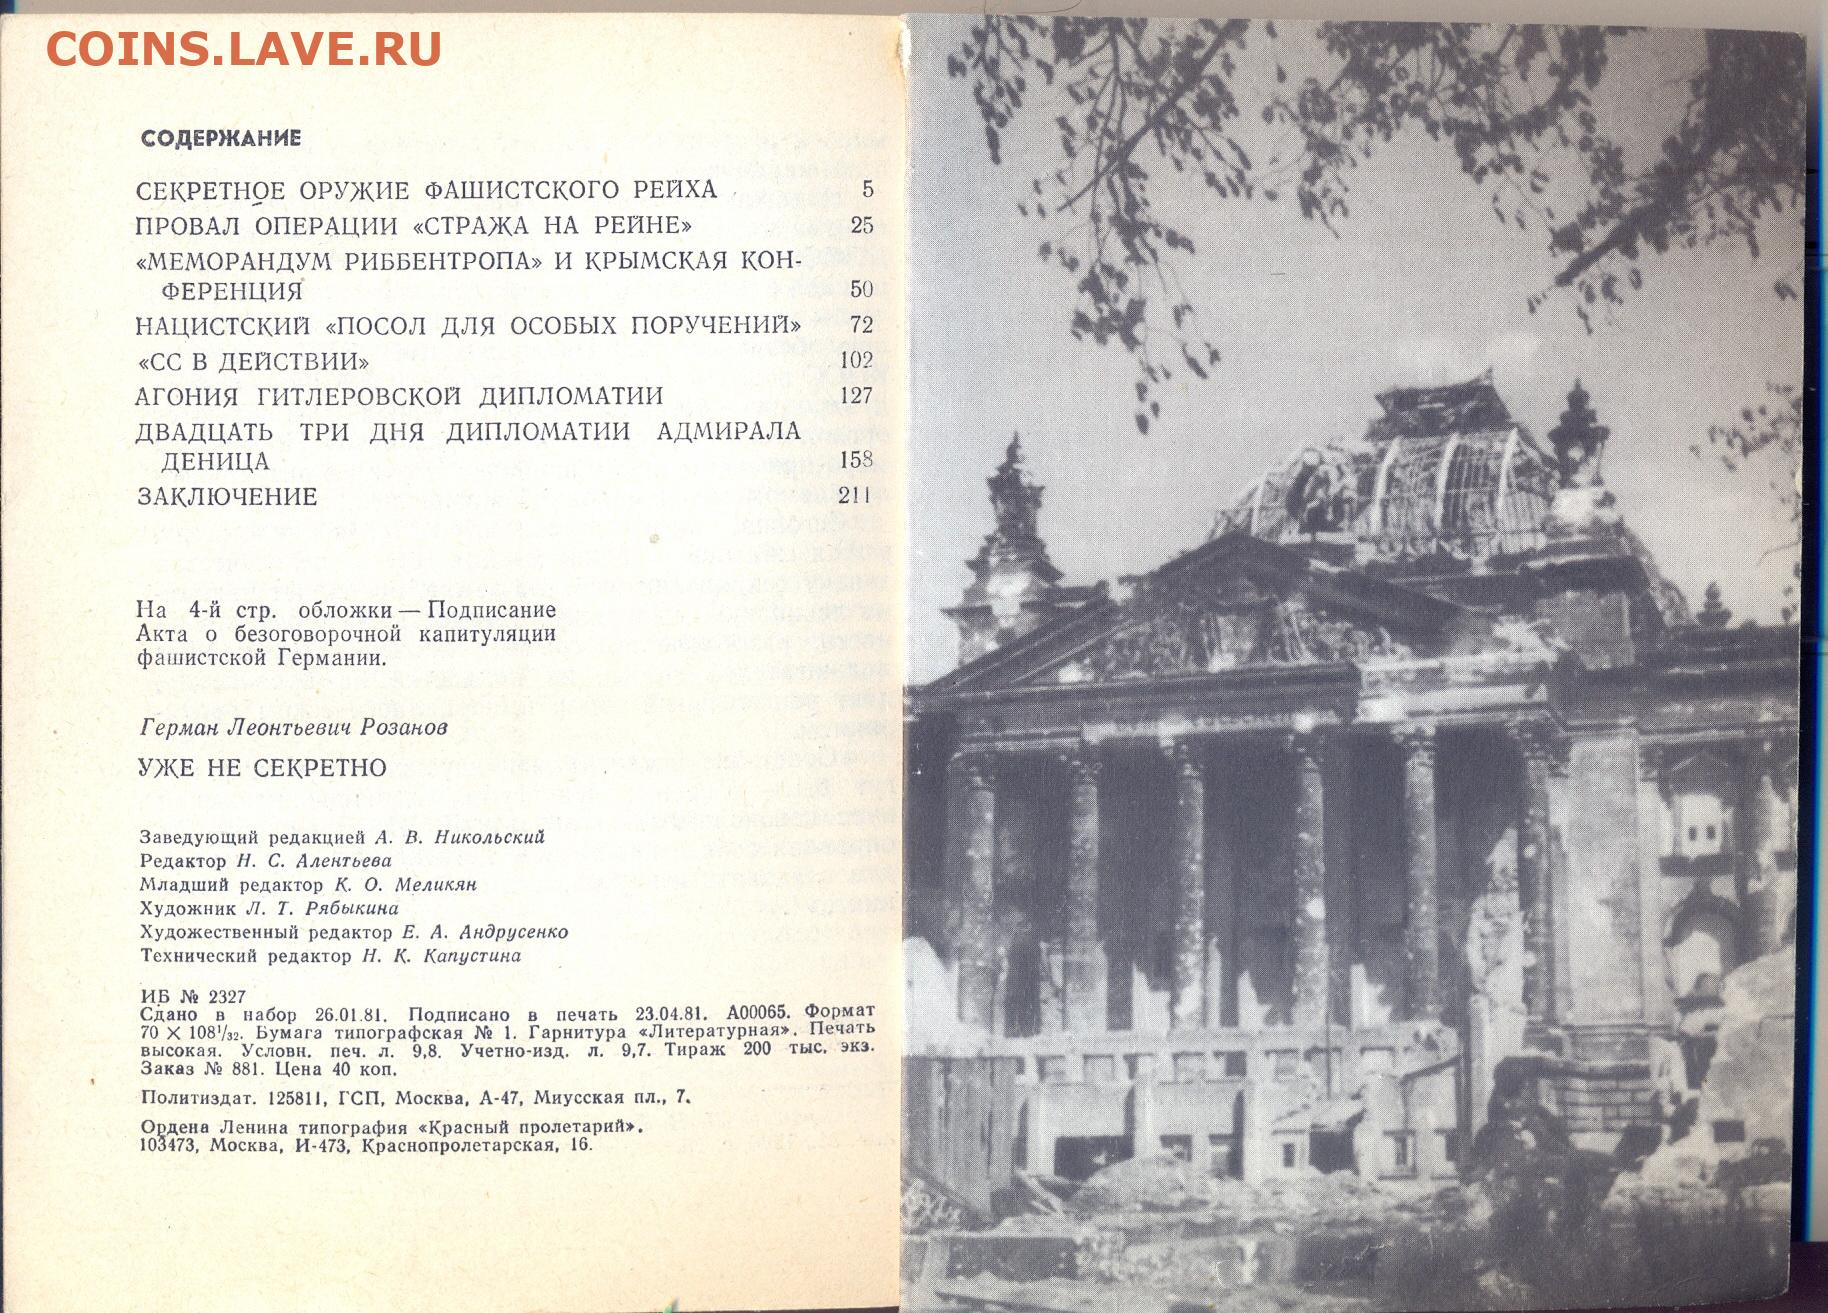 COINS.LAVE.RU
СОДЕРЖАНИЕ
СЕКРЕТНОЕ ОРУЖИЕ ФАШИСТСКОГО РЕЙХА 5
ПРОВАЛ ОПЕРАЦИИ «СТРАЖА НА РЕЙНЕ» 25
«МЕМОРАНДУМ РИББЕНТРОПА» И КРЫМСКАЯ КОН-
ФЕРЕНЦИЯ 50
НАЦИСТСКИЙ «ПОСОЛ ДЛЯ ОСОБЫХ ПОРУЧЕНИЙ» 72
«СС В ДЕЙСТВИИ» 102
АГОНИЯ ГИТЛЕРОВСКОЙ ДИПЛОМАТИИ 127
ДВАДЦАТЬ ТРИ ДНЯ ДИПЛОМАТИИ АДМИРАЛА
ДЕНИЦА 158
ЗАКЛЮЧЕНИЕ 211
На 4-й стр. обложки — Подписание
Акта о безоговорочной капитуляции
фашистской Германии.
Герман Леонтьевич Розанов
УЖЕ НЕ СЕКРЕТНО
Заведующий редакцией А. В. Никольский
Редактор Н. С. Алентьева
Младший редактор К. О. Меликян
Художник Л. Т. Рябыкина
Художественный редактор Е. А. Андрусенко
Технический редактор Н. К. Капустина
ИБ № 2327
Сдано в набор 26.01.81. Подписано в печать 23.04.81. А00065. Формат
70 × 108¹/₃₂. Бумага типографская № 1. Гарнитура «Литературная». Печать
высокая. Условн. печ. л. 9,8. Учетно-изд. л. 9,7. Тираж 200 тыс. экз.
Заказ № 881. Цена 40 коп.
Политиздат. 125811, ГСП, Москва, А-47, Миусская пл., 7.
Ордена Ленина типография «Красный пролетарий».
103473, Москва, И-473, Краснопролетарская, 16.